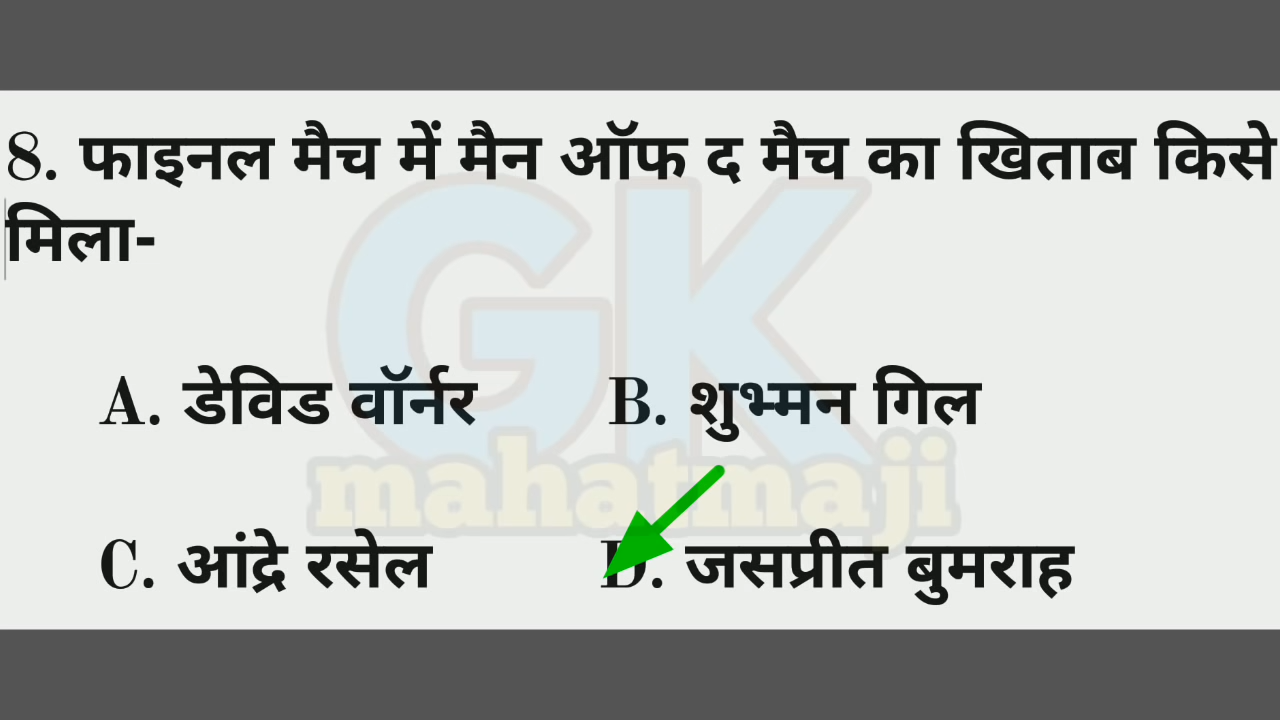 8. फाइनल मैच में मैन ऑफ द मैच का खिताब किसे
मिला-
GK
mahatmaji
A. डेविड वॉर्नर B. शुभ्मन गिल
C. आंद्रे रसेल D. जसप्रीत बुमराह